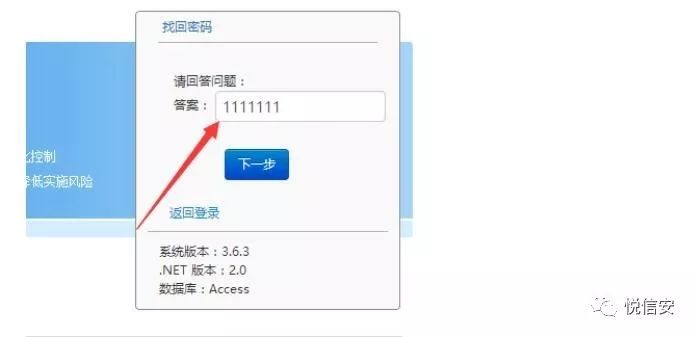 找回密码
请回答问题：
答案：1111111
下一步
返回登录
系统版本：3.6.3
.NET 版本：2.0
数据库：Access
控制
降低实施风险
悦信安